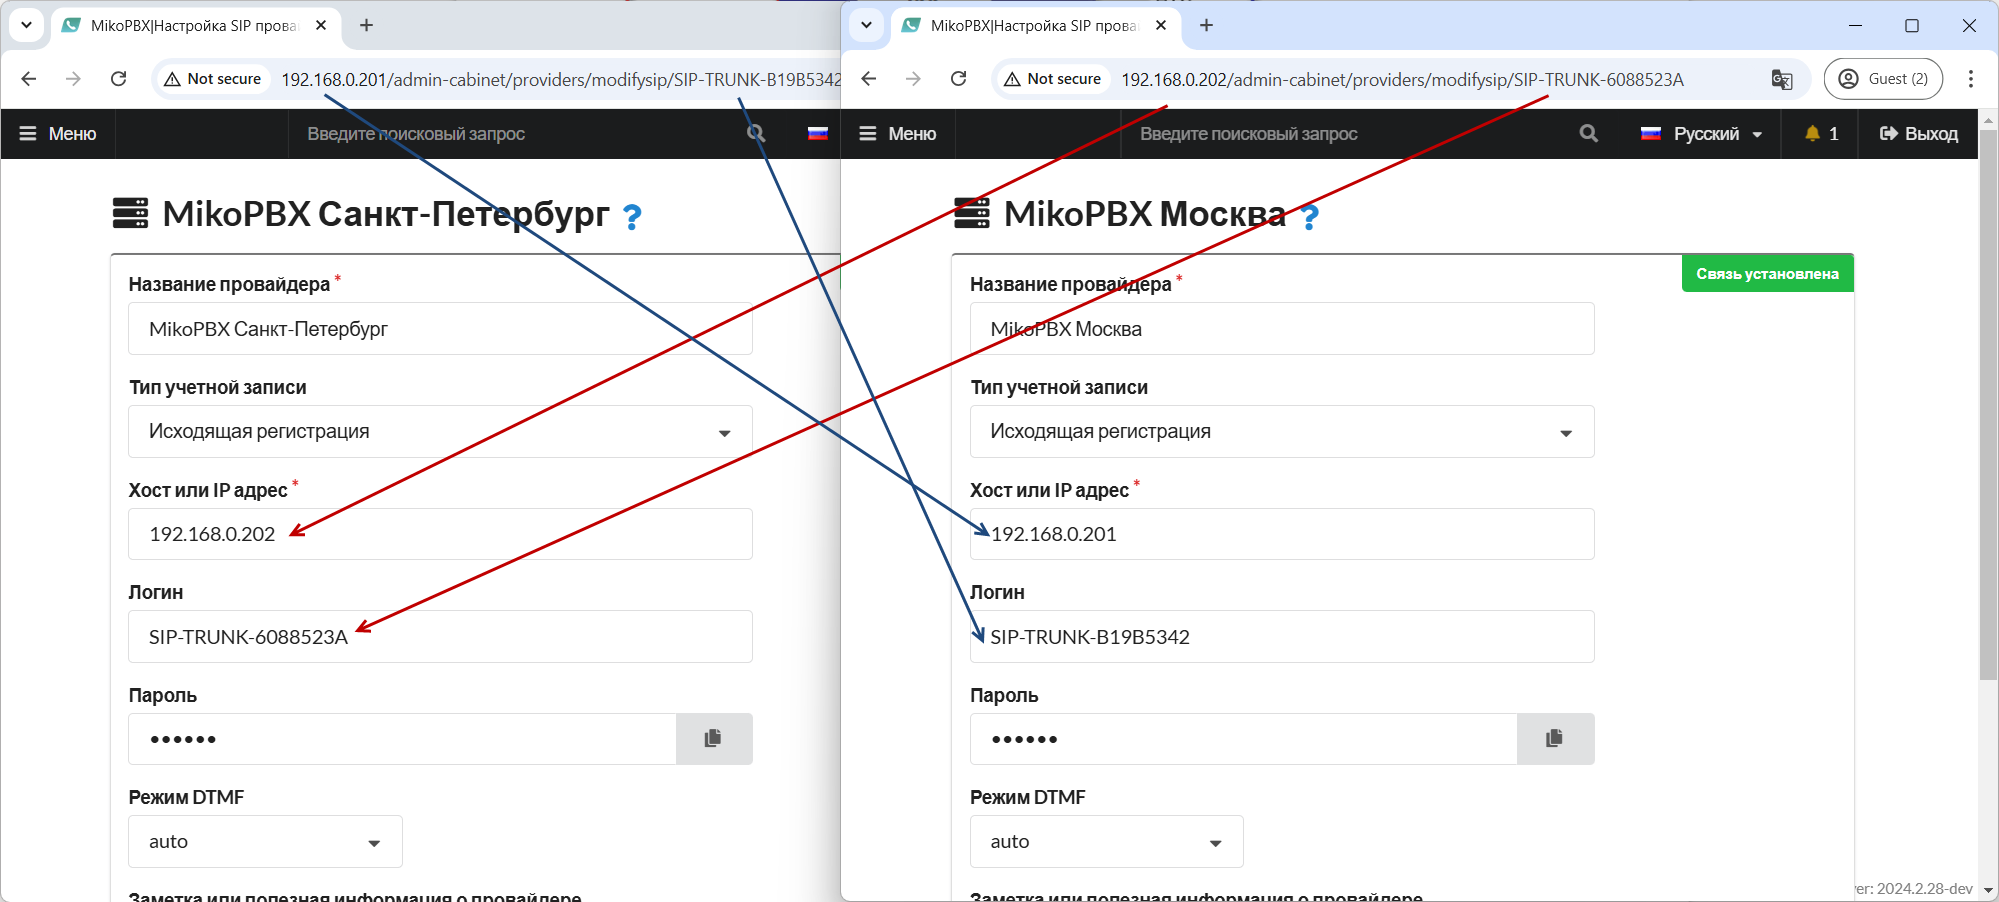 MikoPBX|Настройка SIP прова
Not secure
192.168.0.201/admin-cabinet/providers/modifysip/SIP-TRUNK-B19B5342
Меню
Введите поисковый запрос
MikoPBX Санкт-Петербург ?
Название провайдера *
MikoPBX Санкт-Петербург
Тип учетной записи
Исходящая регистрация
Хост или IP адрес *
192.168.0.202
Логин
SIP-TRUNK-6088523A
Пароль
••••••
Режим DTMF
auto
Заметка или полезная информация о провайдере
MikoPBX|Настройка SIP прова
Not secure
192.168.0.202/admin-cabinet/providers/modifysip/SIP-TRUNK-6088523A
Guest (2)
Меню
Введите поисковый запрос
Русский
1
Выход
MikoPBX Москва ?
Связь установлена
Название провайдера *
MikoPBX Москва
Тип учетной записи
Исходящая регистрация
Хост или IP адрес *
192.168.0.201
Логин
SIP-TRUNK-B19B5342
Пароль
••••••
Режим DTMF
auto
Заметка или полезная информация о провайдере
ver: 2024.2.28-dev